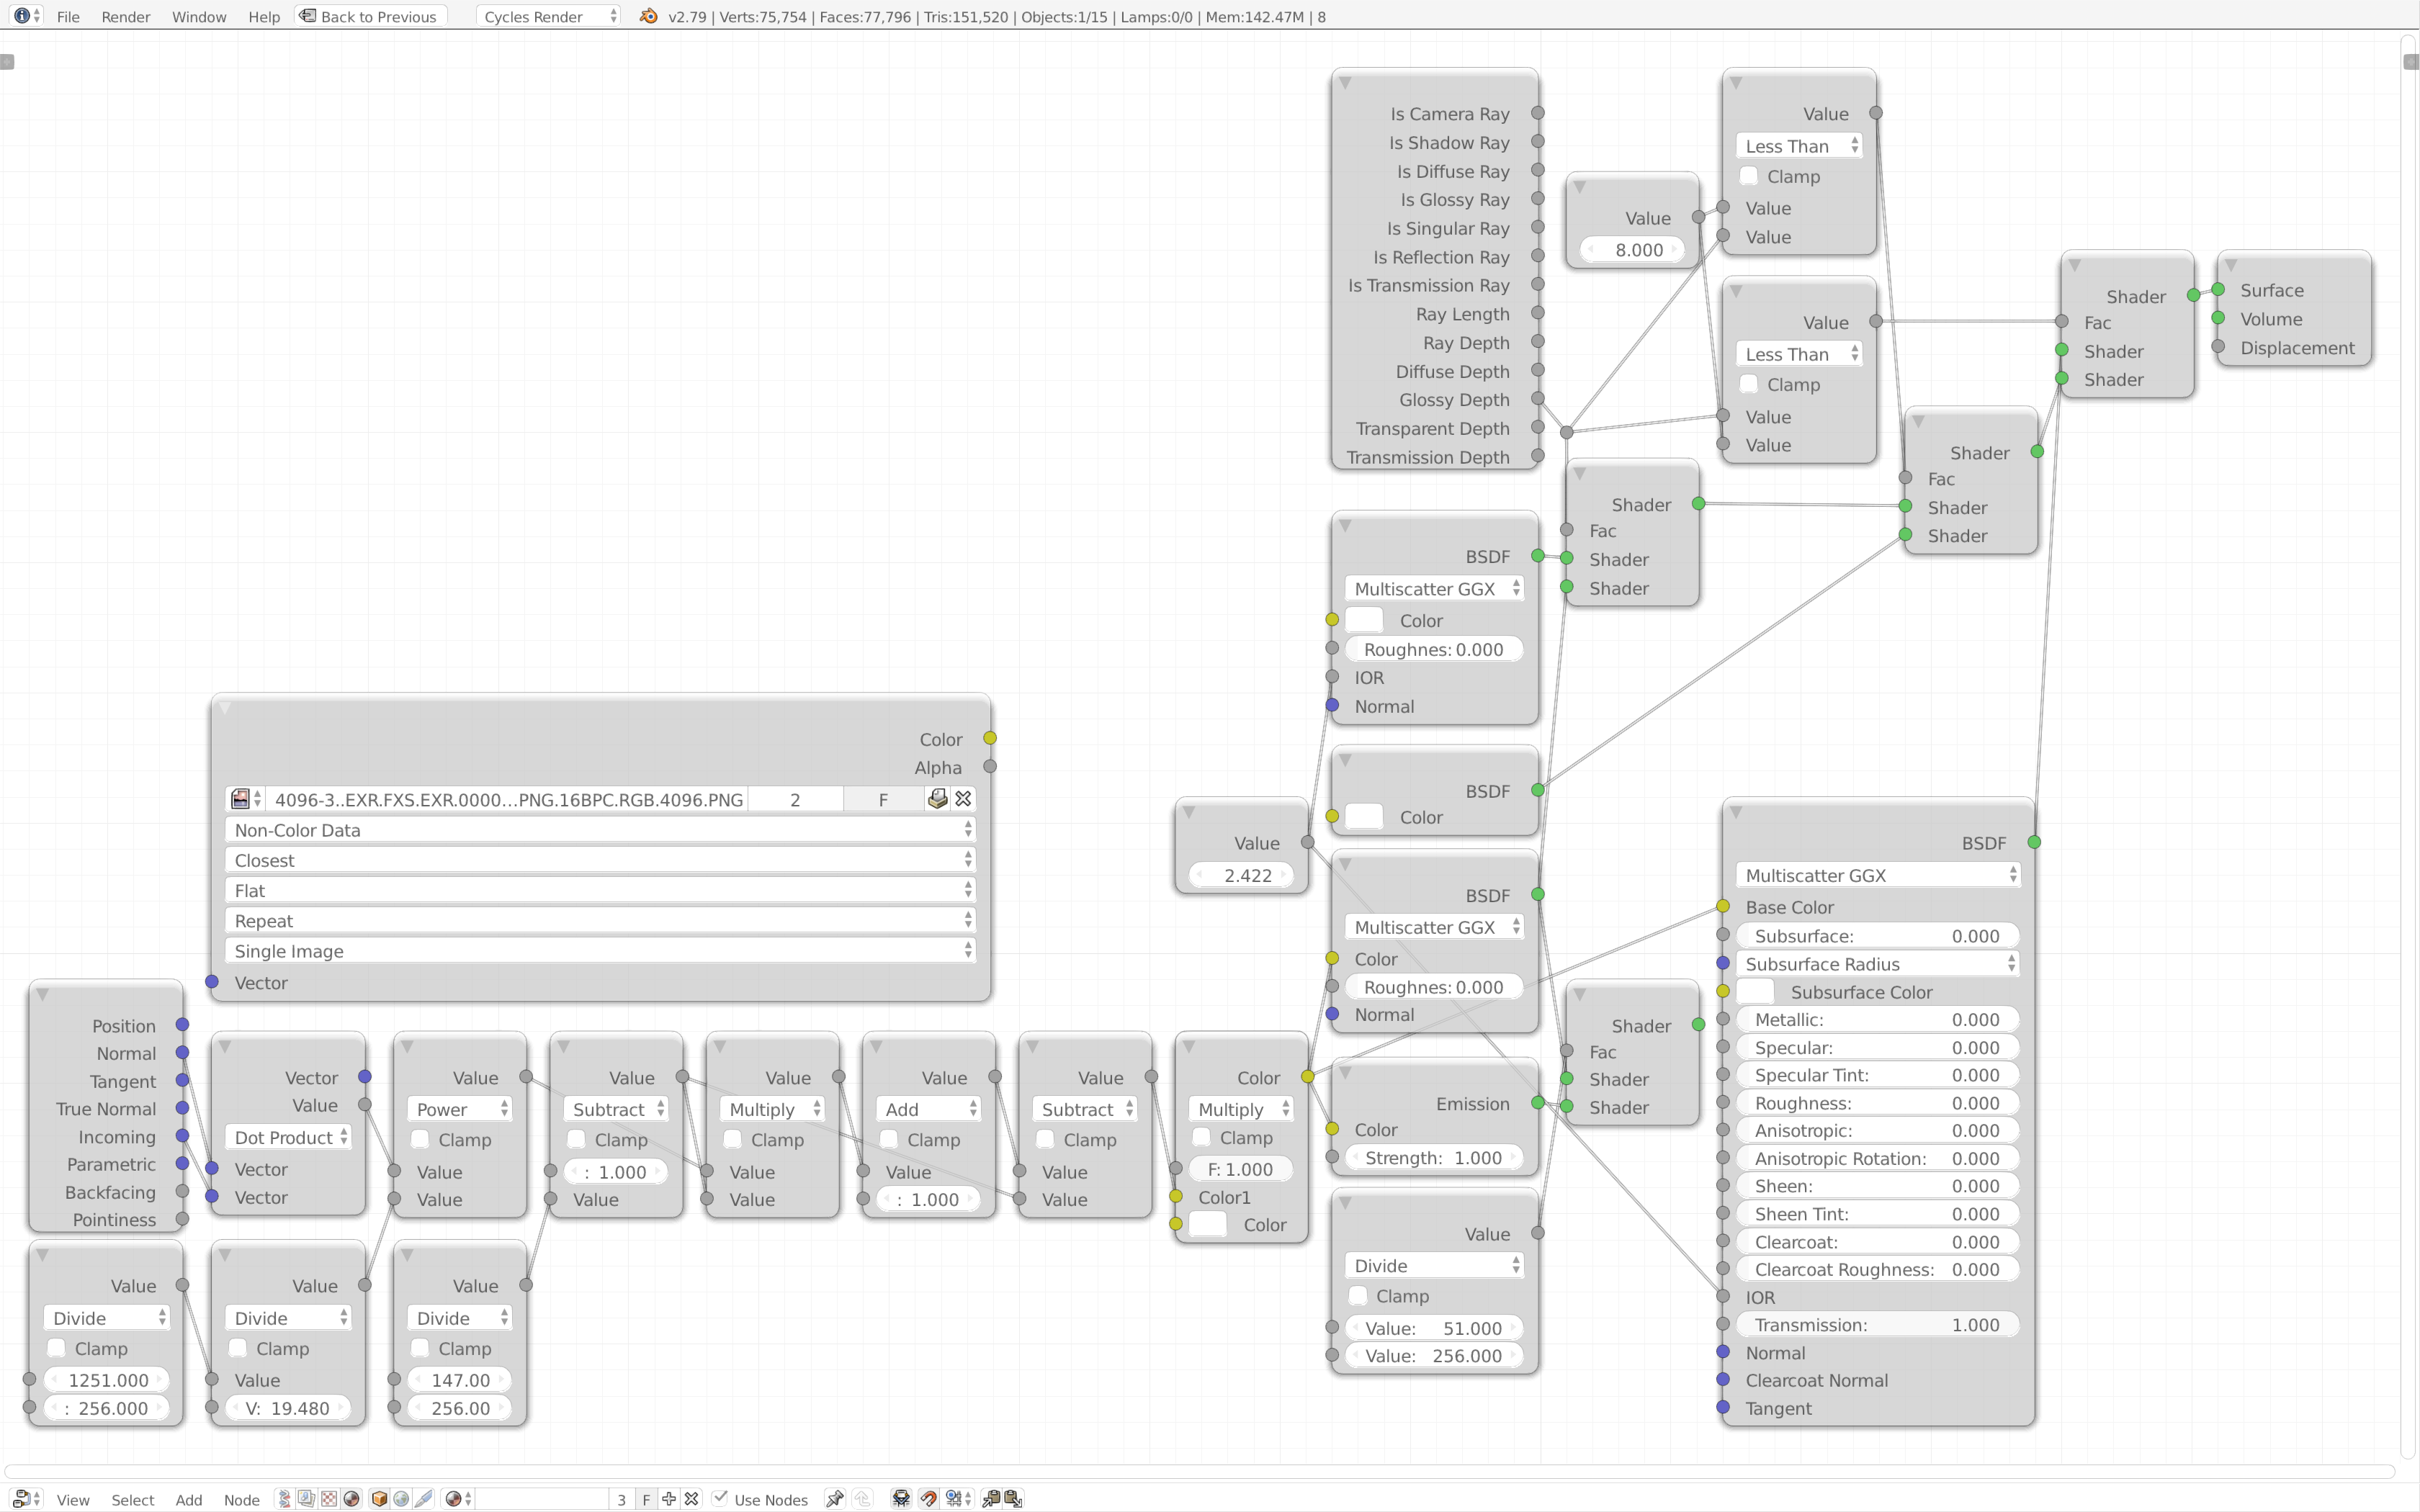 File Render Window Help Back to Previous Cycles Render v2.79 | Verts:75,754 | Faces:77,796 | Tris:151,520 | Objects:1/15 | Lamps:0/0 | Mem:142.47M | 8
Is Camera Ray
Is Shadow Ray
Is Diffuse Ray
Is Glossy Ray
Is Singular Ray
Is Reflection Ray
Is Transmission Ray
Ray Length
Ray Depth
Diffuse Depth
Glossy Depth
Transparent Depth
Transmission Depth
Value
8.000
Value
Less Than
Clamp
Value
Value
Value
Less Than
Clamp
Value
Value
Shader
Fac
Shader
Shader
Surface
Volume
Displacement
Shader
Fac
Shader
Shader
Shader
Fac
Shader
Shader
BSDF
Multiscatter GGX
Color
Roughnes: 0.000
IOR
Normal
Color
Alpha
4096-3..EXR.FXS.EXR.0000...PNG.16BPC.RGB.4096.PNG 2 F
Non-Color Data
Closest
Flat
Repeat
Single Image
Vector
Value
2.422
BSDF
Color
BSDF
Multiscatter GGX
Color
Roughnes: 0.000
Normal
BSDF
Multiscatter GGX
Base Color
Subsurface: 0.000
Subsurface Radius
Subsurface Color
Metallic: 0.000
Specular: 0.000
Specular Tint: 0.000
Roughness: 0.000
Anisotropic: 0.000
Anisotropic Rotation: 0.000
Sheen: 0.000
Sheen Tint: 0.000
Clearcoat: 0.000
Clearcoat Roughness: 0.000
IOR
Transmission: 1.000
Normal
Clearcoat Normal
Tangent
Position
Normal
Tangent
True Normal
Incoming
Parametric
Backfacing
Pointiness
Vector
Value
Dot Product
Vector
Vector
Value
Power
Clamp
Value
Value
Value
Subtract
Clamp
: 1.000
Value
Value
Multiply
Clamp
Value
Value
Value
Add
Clamp
Value
: 1.000
Value
Subtract
Clamp
Value
Value
Color
Multiply
Clamp
F: 1.000
Color1
Color
Emission
Color
Strength: 1.000
Shader
Fac
Shader
Shader
Value
Divide
Clamp
1251.000
: 256.000
Value
Divide
Clamp
Value
V: 19.480
Value
Divide
Clamp
147.00
256.00
Value
Divide
Clamp
Value: 51.000
Value: 256.000
View Select Add Node 3 F Use Nodes